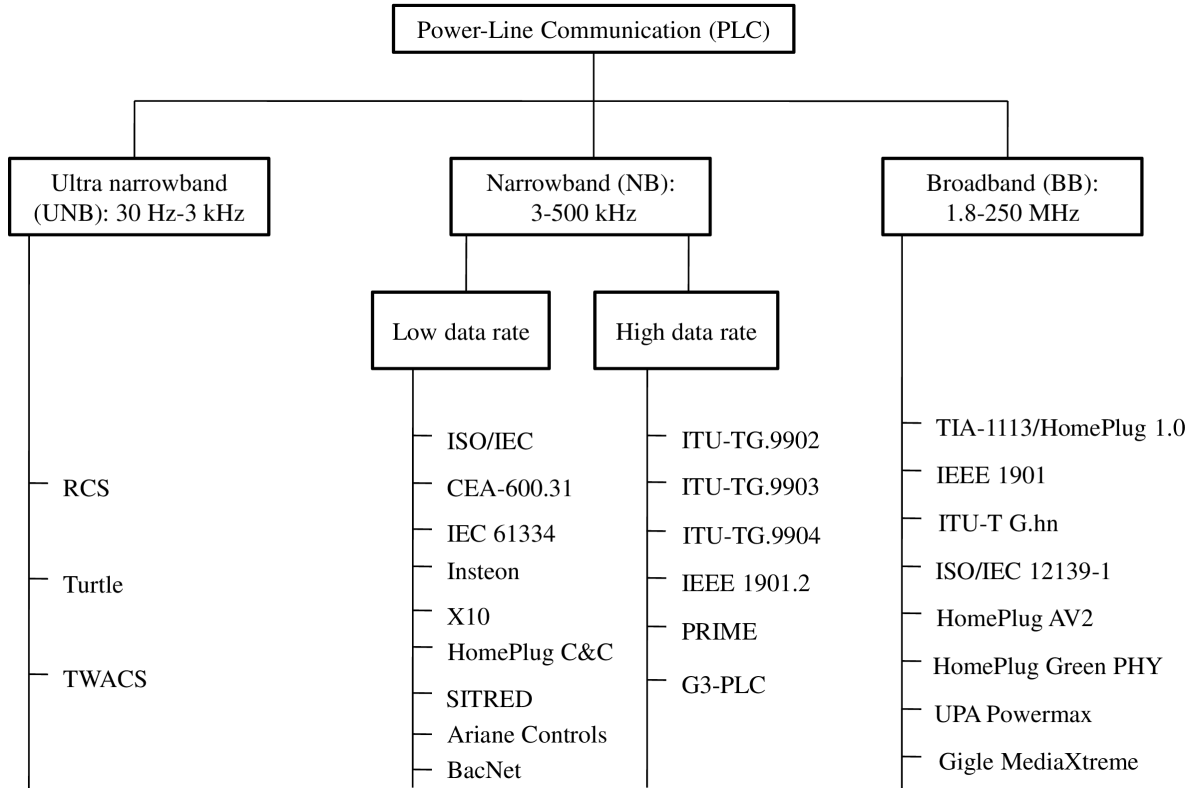 Power-Line Communication (PLC)
Ultra narrowband
(UNB): 30 Hz-3 kHz
Narrowband (NB):
3-500 kHz
Broadband (BB):
1.8-250 MHz
Low data rate
High data rate
RCS
Turtle
TWACS
ISO/IEC
CEA-600.31
IEC 61334
Insteon
X10
HomePlug C&C
SITRED
Ariane Controls
BacNet
ITU-TG.9902
ITU-TG.9903
ITU-TG.9904
IEEE 1901.2
PRIME
G3-PLC
TIA-1113/HomePlug 1.0
IEEE 1901
ITU-T G.hn
ISO/IEC 12139-1
HomePlug AV2
HomePlug Green PHY
UPA Powermax
Gigle MediaXtreme